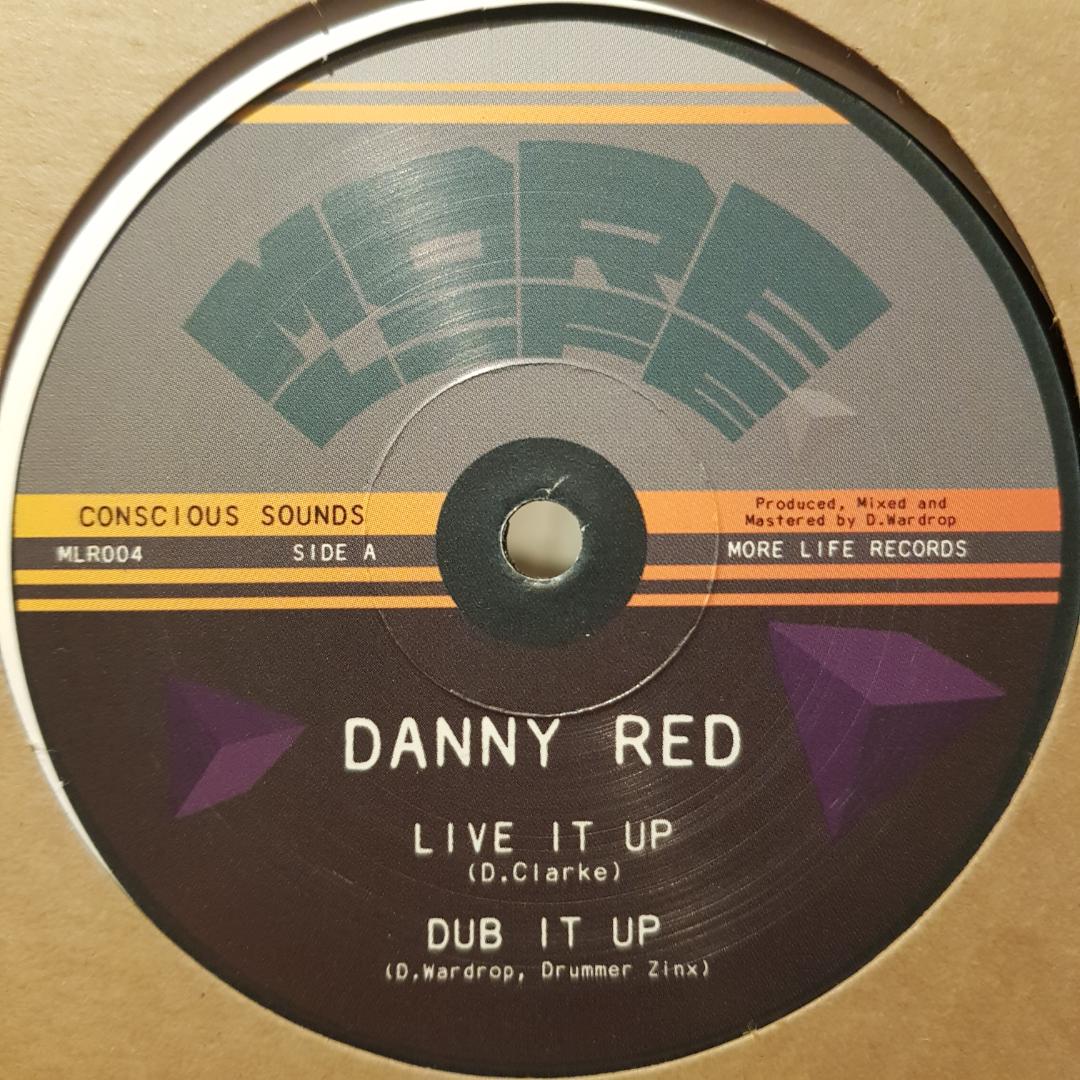 MORE
LIFE
CONSCIOUS SOUNDS
Produced, Mixed and
Mastered by D.Wardrop
MLR004
SIDE A
MORE LIFE RECORDS
DANNY RED
LIVE IT UP
(D.Clarke)
DUB IT UP
(D.Wardrop, Drummer Zinx)